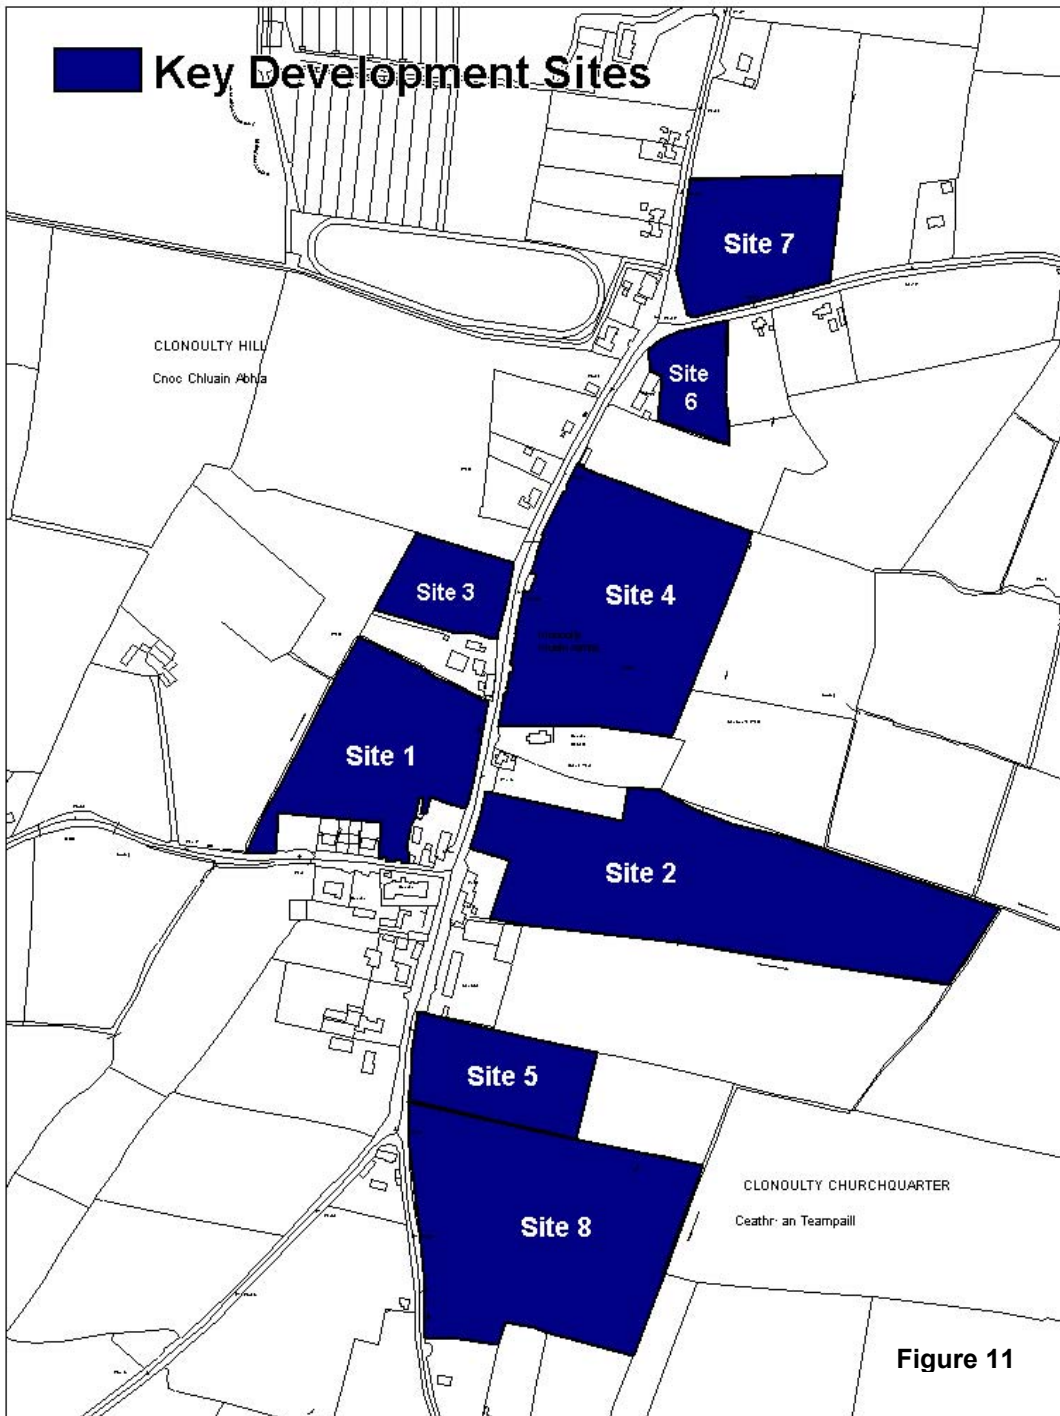 Key Development Sites
Site 7
CLONOULTY HILL
Cnoc Chluain Abhla
Site
6
Site 3
Site 4
Site 1
Site 2
Site 5
CLONOULTY CHURCHQUARTER
Ceathr· an Teampaill
Site 8
Figure 11